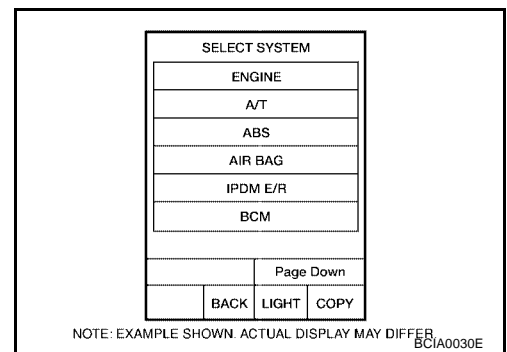 SELECT SYSTEM
ENGINE
A/T
ABS
AIR BAG
IPDM E/R
BCM
Page Down
BACK LIGHT COPY
NOTE: EXAMPLE SHOWN. ACTUAL DISPLAY MAY DIFFER
BCIA0030E